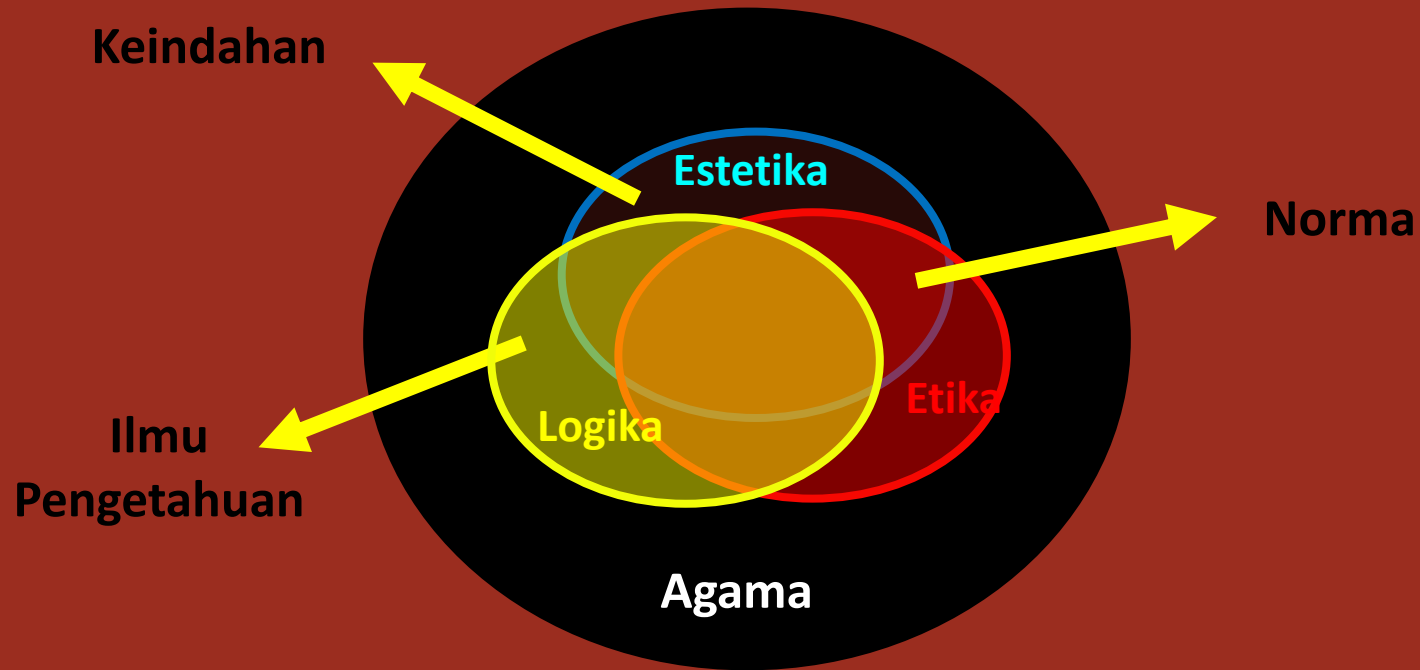 Keindahan
Estetika
Norma
Etika
Logika
Ilmu
Pengetahuan
Agama